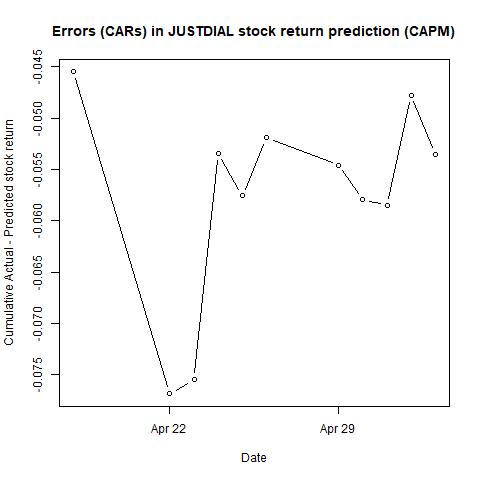 Errors (CARs) in JUSTDIAL stock return prediction (CAPM)
Cumulative Actual - Predicted stock return
-0.045
-0.050
-0.055
-0.060
-0.065
-0.070
-0.075
Apr 22
Apr 29
Date